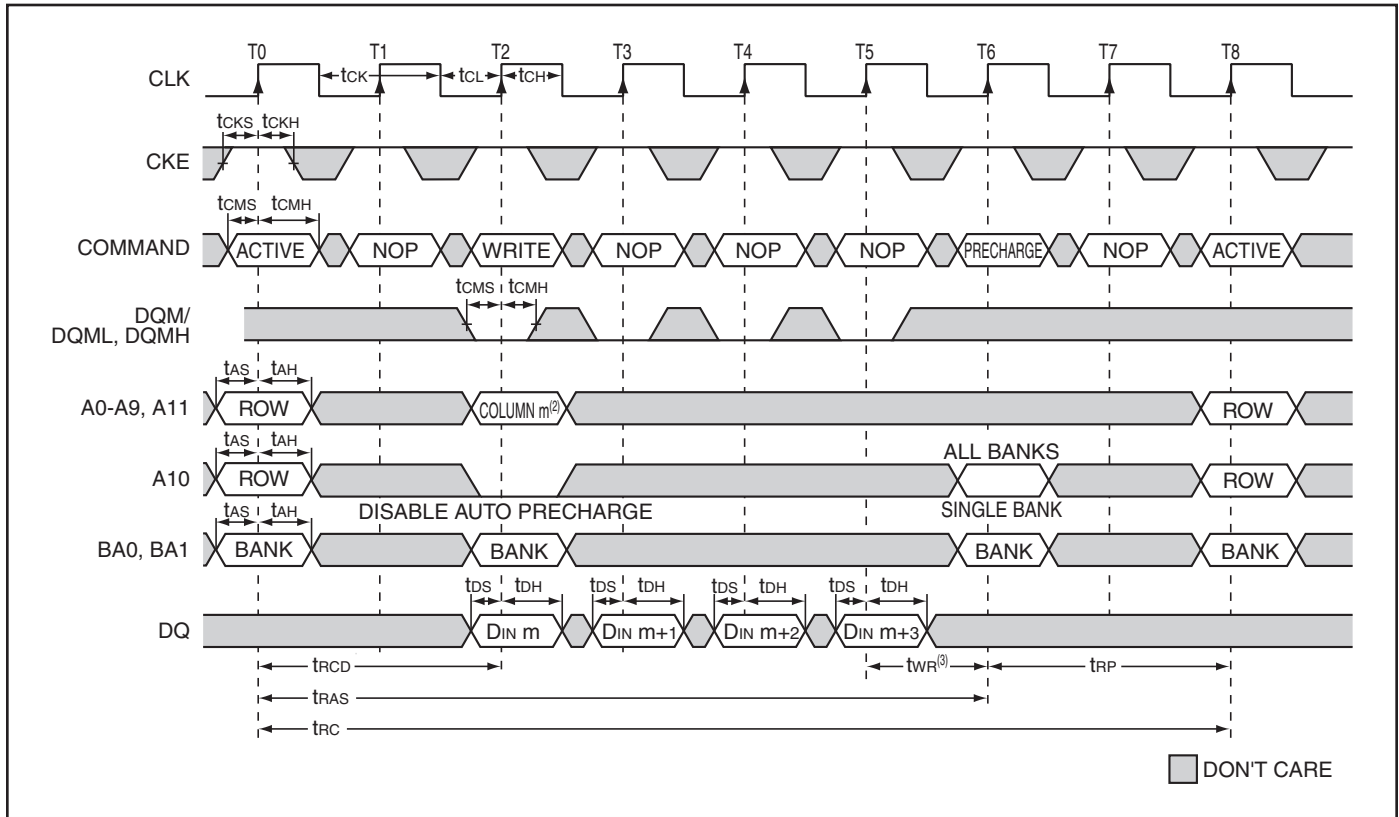 T0 T1 T2 T3 T4 T5 T6 T7 T8
CLK tCK tCL tCH
tCKS tCKH
CKE
tCMS tCMH
COMMAND ACTIVE NOP WRITE NOP NOP NOP PRECHARGE NOP ACTIVE
tCMS tCMH
DQM/
DQML, DQMH
tAS tAH
A0-A9, A11 ROW COLUMN m(2) ROW
tAS tAH ALL BANKS
A10 ROW ROW
tAS tAH DISABLE AUTO PRECHARGE SINGLE BANK
BA0, BA1 BANK BANK BANK BANK
tDS tDH tDS tDH tDS tDH tDS tDH
DQ DIN m DIN m+1 DIN m+2 DIN m+3
tRCD tWR(3) tRP
tRAS
tRC
DON'T CARE